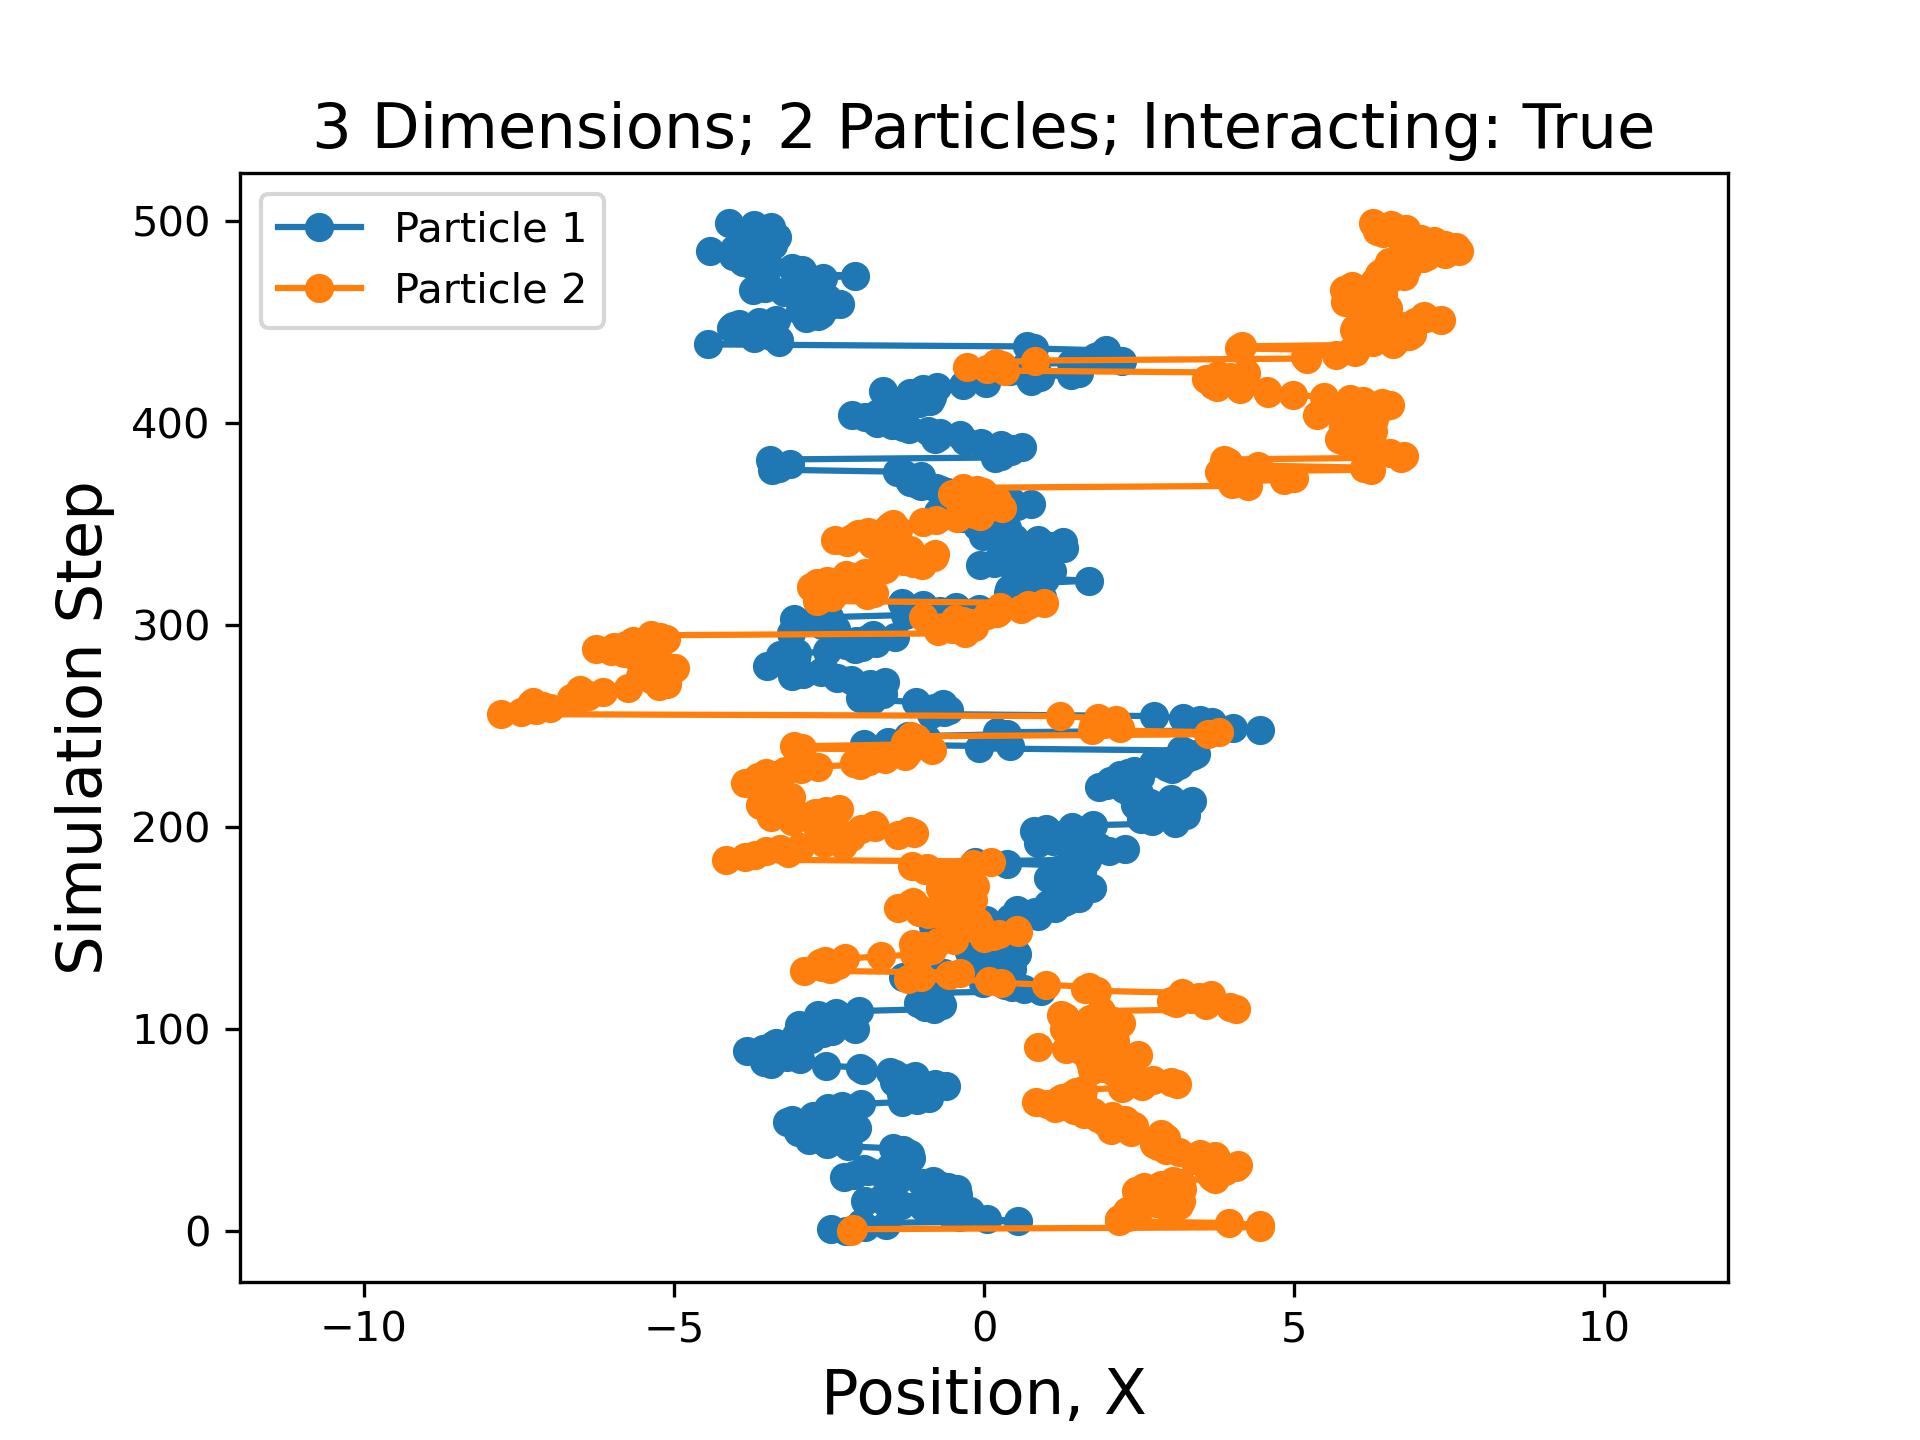 3 Dimensions; 2 Particles; Interacting: True
Particle 1
Particle 2
500
400
300
200
100
0
Simulation Step
−10
−5
0
5
10
Position, X